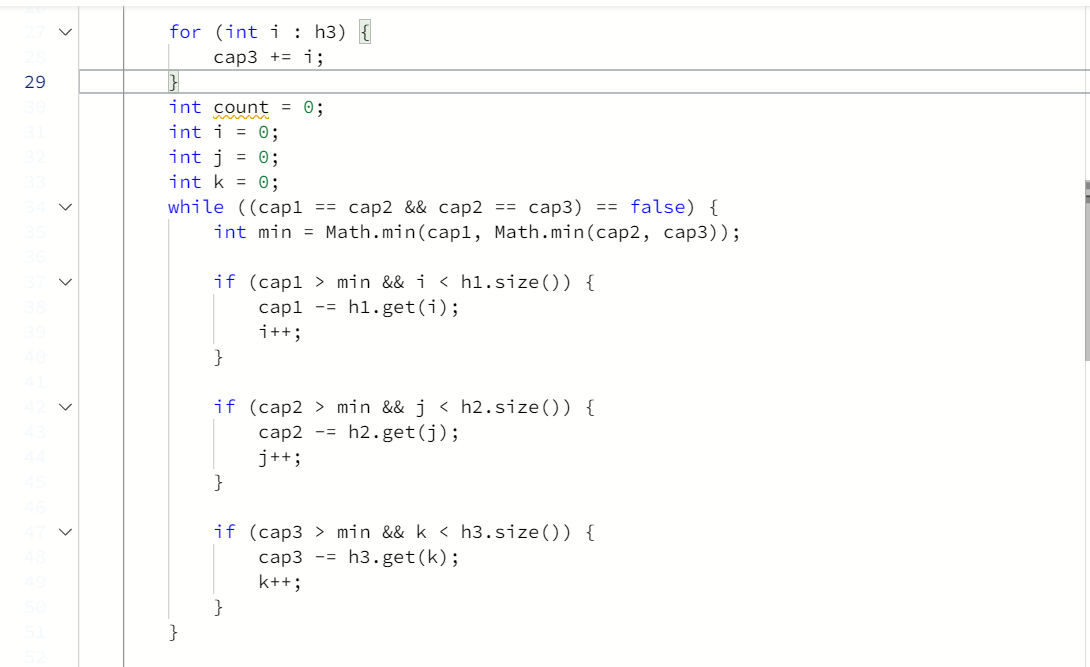 27 for (int i : h3) {
28 cap3 += i;
29 }
30 int count = 0;
31 int i = 0;
32 int j = 0;
33 int k = 0;
34 while ((cap1 == cap2 && cap2 == cap3) == false) {
35 int min = Math.min(cap1, Math.min(cap2, cap3));
36
37 if (cap1 > min && i < h1.size()) {
38 cap1 -= h1.get(i);
39 i++;
40 }
41
42 if (cap2 > min && j < h2.size()) {
43 cap2 -= h2.get(j);
44 j++;
45 }
46
47 if (cap3 > min && k < h3.size()) {
48 cap3 -= h3.get(k);
49 k++;
50 }
51 }
52